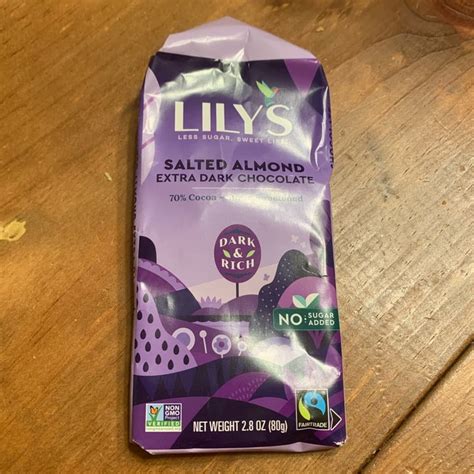 LILY'S
LESS SUGAR, SWEET LIFE
SALTED ALMOND
EXTRA DARK CHOCOLATE
70% Cocoa
DARK
&
RICH
NO: SUGAR
ADDED
NON
GMO
Project
VERIFIED
NET WEIGHT 2.8 OZ (80g)
FAIRTRADE